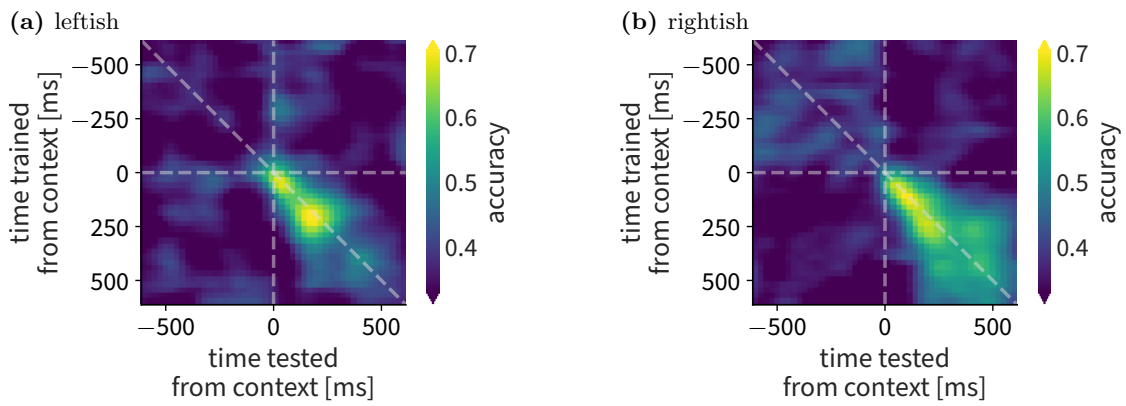 (a) leftish
−500
−250
0
250
500
time trained
from context [ms]
−500
0
500
time tested
from context [ms]
0.7
0.6
0.5
0.4
accuracy
(b) rightish
−500
−250
0
250
500
time trained
from context [ms]
−500
0
500
time tested
from context [ms]
0.7
0.6
0.5
0.4
accuracy